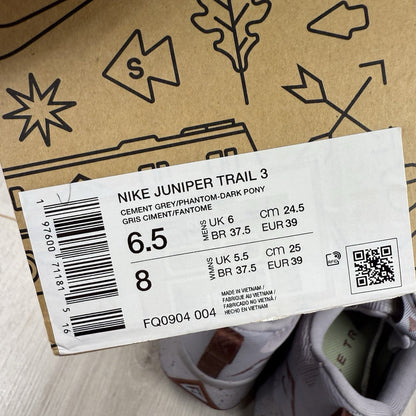 S
NIKE JUNIPER TRAIL 3
CEMENT GREY/PHANTOM-DARK PONY
GRIS CIMENT/FANTOME
6.5 MENS UK 6 CM 24.5
BR 37.5 EUR 39
8 WMNS UK 5.5 CM 25
BR 37.5 EUR 39
FQ0904 004
MADE IN VIETNAM /
FABRIQUÉ AU VIETNAM /
FABRICADO NO VIETNÃ /
HECHO EN VIETNAM
1 97600 77181 5 16
E TR